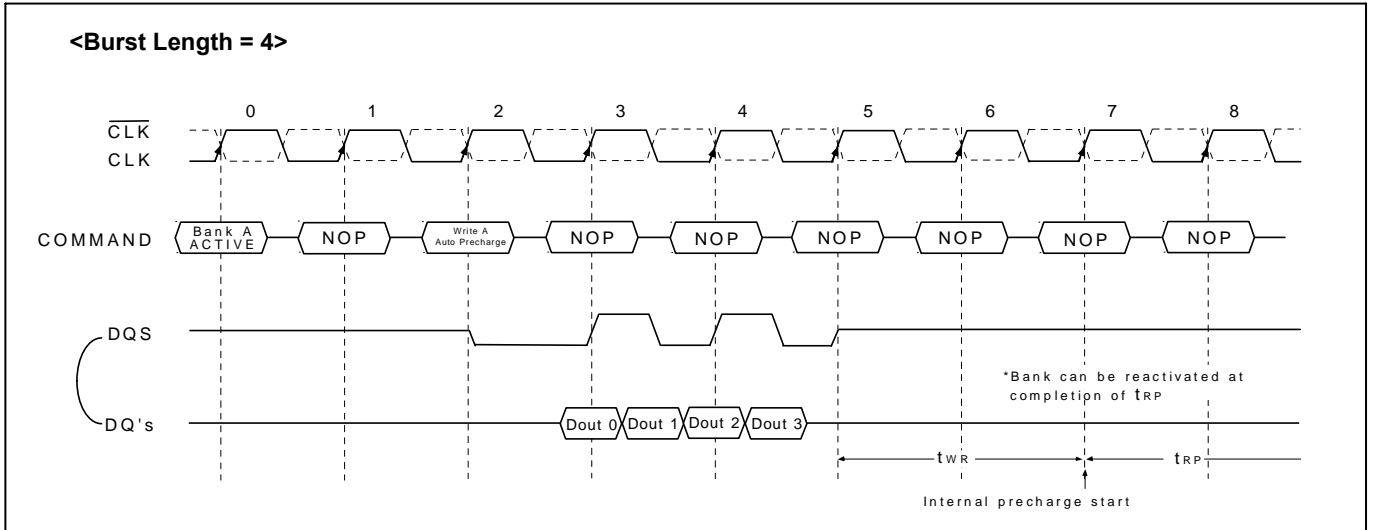 <Burst Length = 4>
0 1 2 3 4 5 6 7 8
CLK
CLK
COMMAND
Bank A
ACTIVE
NOP
Write A
Auto Precharge
NOP
NOP
NOP
NOP
NOP
NOP
DQS
*Bank can be reactivated at
completion of tRP
DQ's
Dout 0 Dout 1 Dout 2 Dout 3
tWR
tRP
Internal precharge start